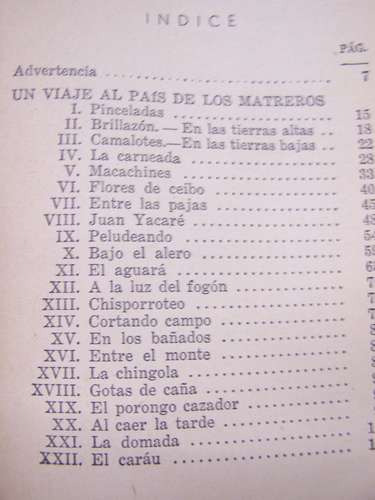 INDICE
PÁG.
Advertencia ..................... 7
UN VIAJE AL PAÍS DE LOS MATREROS
I. Pinceladas .................... 15
II. Brillazón.—En las tierras altas .. 18
III. Camalotes.—En las tierras bajas .. 22
IV. La carneada .................. 28
V. Macachines .................. 33
VI. Flores de ceibo ............... 40
VII. Entre las pajas ...............
VIII. Juan Yacaré ..................
IX. Peludeando ..................
X. Bajo el alero .................
XI. El aguará ....................
XII. A la luz del fogón ............
XIII. Chisporroteo .................
XIV. Cortando campo ..............
XV. En los bañados ...............
XVI. Entre el monte ...............
XVII. La chingola ..................
XVIII. Gotas de caña ................
XIX. El porongo cazador ...........
XX. Al caer la tarde ..............
XXI. La domada ..................
XXII. El caráu .....................